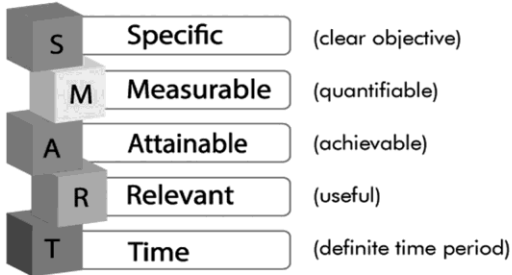 S Specific (clear objective)
M Measurable (quantifiable)
A Attainable (achievable)
R Relevant (useful)
T Time (definite time period)